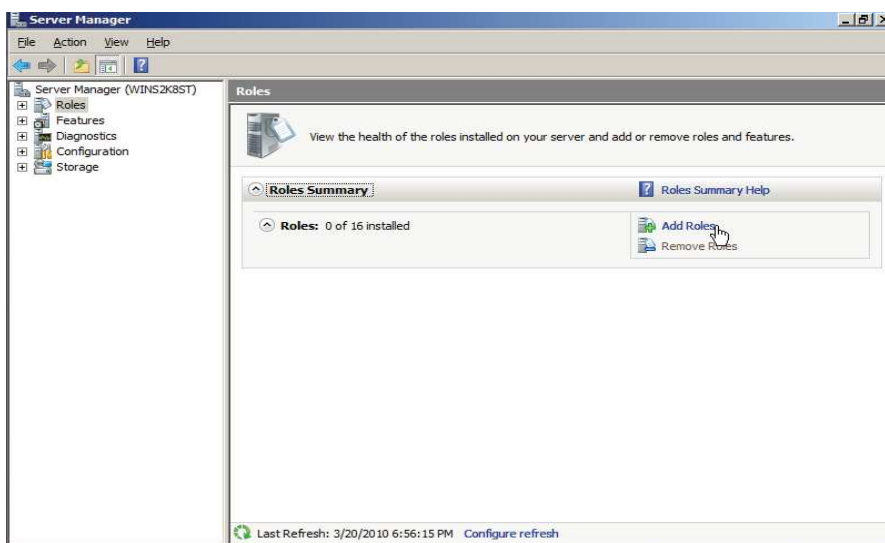 Server Manager
File Action View Help
Server Manager (WINS2K8ST)
Roles
Features
Diagnostics
Configuration
Storage
Roles
View the health of the roles installed on your server and add or remove roles and features.
Roles Summary
Roles Summary Help
Roles: 0 of 16 installed
Add Roles
Remove Roles
Last Refresh: 3/20/2010 6:56:15 PM Configure refresh